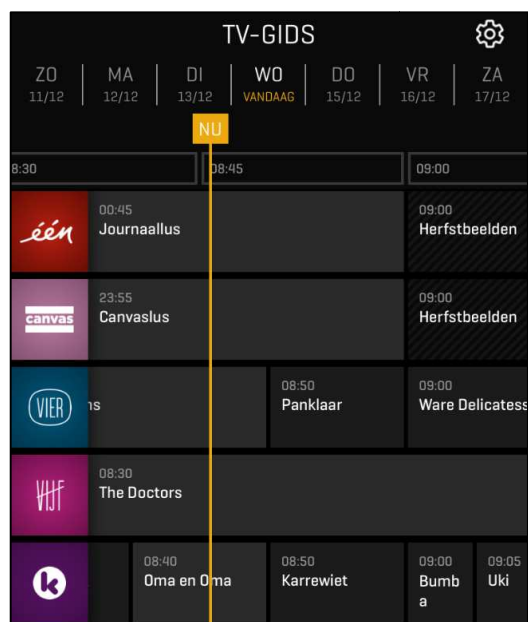 TV-GIDS
ZO MA DI WO DO VR ZA
11/12 12/12 13/12 VANDAAG 15/12 16/12 17/12
NU
8:30 08:45 09:00
één
00:45 09:00
Journaallus Herfstbeelden
canvas
23:55 09:00
Canvaslus Herfstbeelden
VIER
08:50 09:00
ns Panklaar Ware Delicatess
VIJF
08:30
The Doctors
k
08:40 08:50 09:00 09:05
Oma en Oma Karrewiet Bumb Uki
a